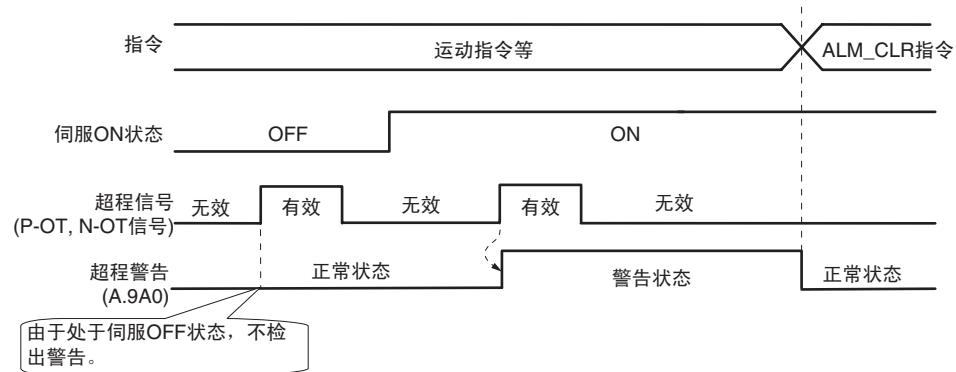 指令
运动指令等
ALM_CLR指令
伺服ON状态
OFF
ON
超程信号
(P-OT, N-OT信号)
无效
有效
无效
有效
无效
超程警告
(A.9A0)
正常状态
警告状态
正常状态
由于处于伺服OFF状态，不检
出警告。